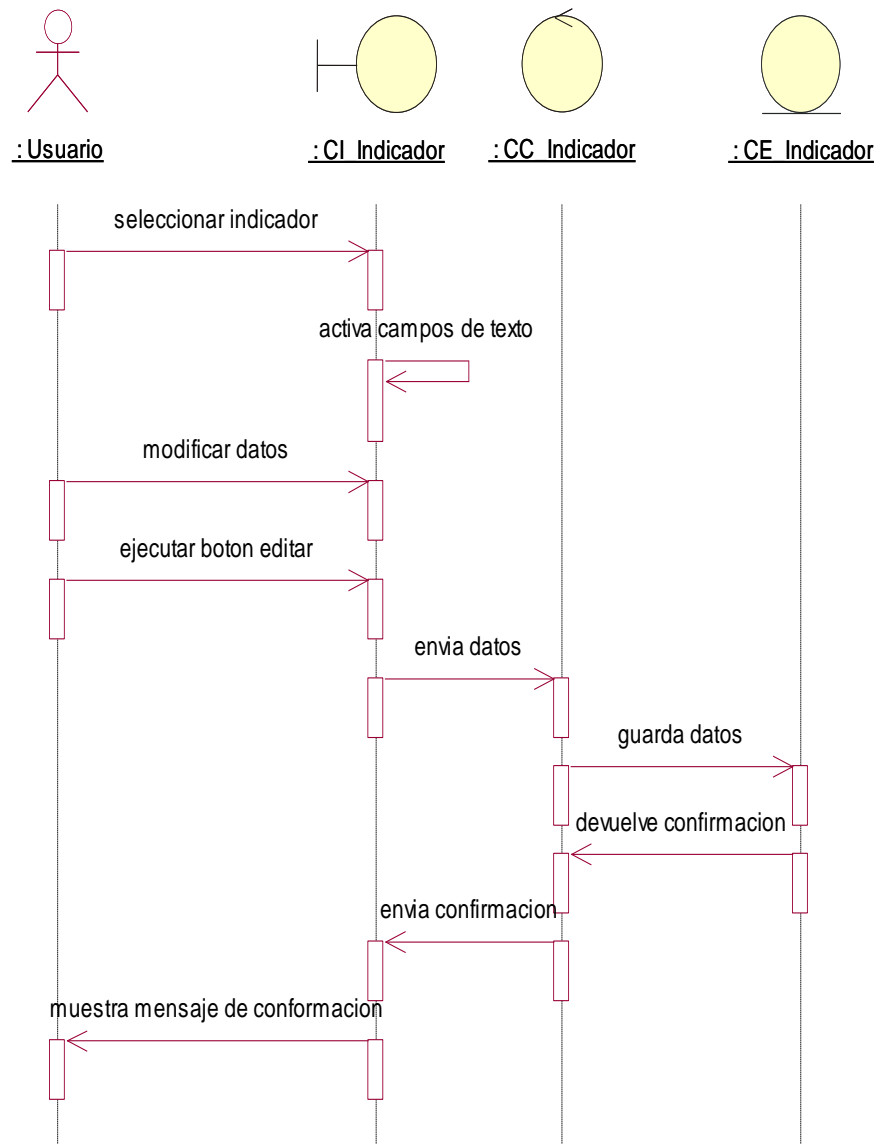 : Usuario
: CI_Indicador
: CC_Indicador
: CE_Indicador
seleccionar indicador
activa campos de texto
modificar datos
ejecutar boton editar
envia datos
guarda datos
devuelve confirmacion
envia confirmacion
muestra mensaje de conformacion